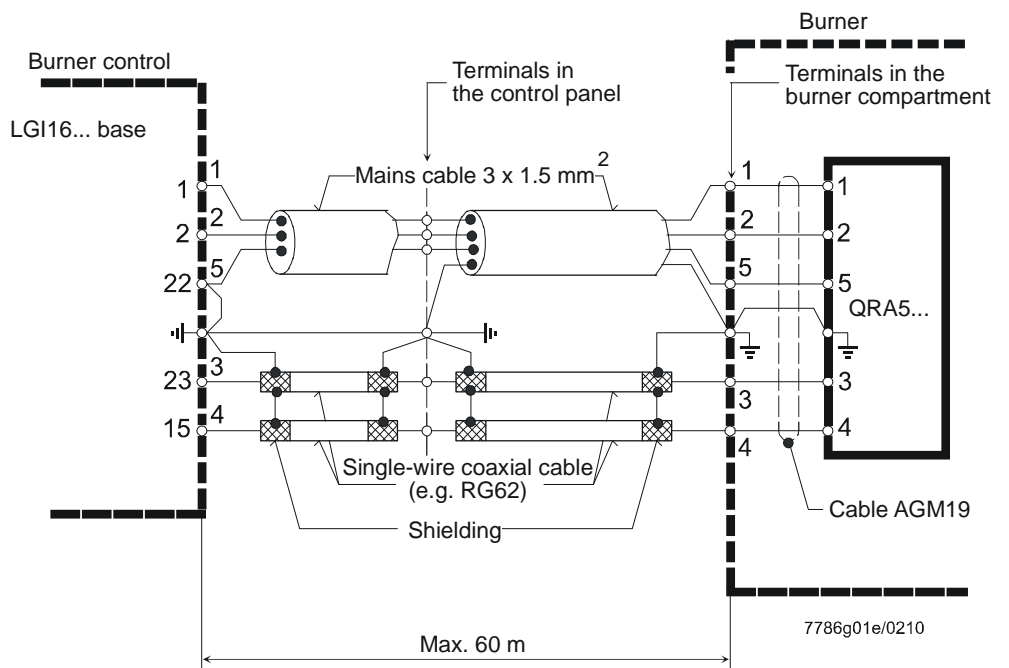 Burner
Burner control
Terminals in
the control panel
Terminals in the
burner compartment
LGI16... base
Mains cable 3 x 1.5 mm²
1
1
1
1
2
2
2
2
5
22
5
5
QRA5...
3
23
3
3
4
15
4
4
Single-wire coaxial cable
(e.g. RG62)
Shielding
Cable AGM19
7786g01e/0210
Max. 60 m